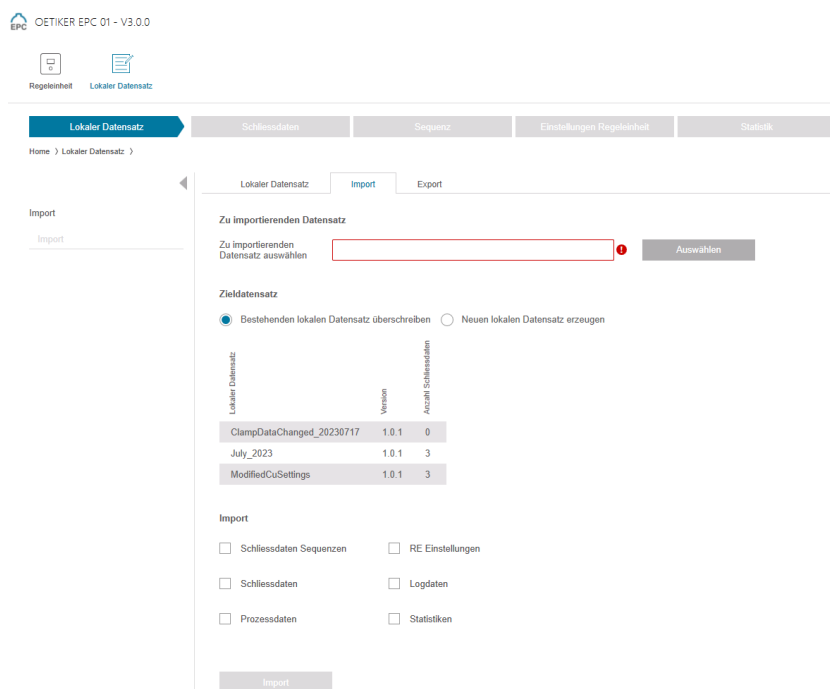 EPC OETIKER EPC 01 - V3.0.0
Regeleinheit Lokaler Datensatz
Lokaler Datensatz Schliessdaten Sequenz Einstellungen Regeleinheit Statistik
Home > Lokaler Datensatz >
Lokaler Datensatz Import Export
Import
Import
Zu importierenden Datensatz
Zu importierenden
Datensatz auswählen
Auswählen
Zieldatensatz
Bestehenden lokalen Datensatz überschreiben Neuen lokalen Datensatz erzeugen
Lokaler Datensatz Version Anzahl Schliessdaten
ClampDataChanged_20230717 1.0.1 0
July_2023 1.0.1 3
ModifiedCuSettings 1.0.1 3
Import
Schliessdaten Sequenzen RE Einstellungen
Schliessdaten Logdaten
Prozessdaten Statistiken
Import